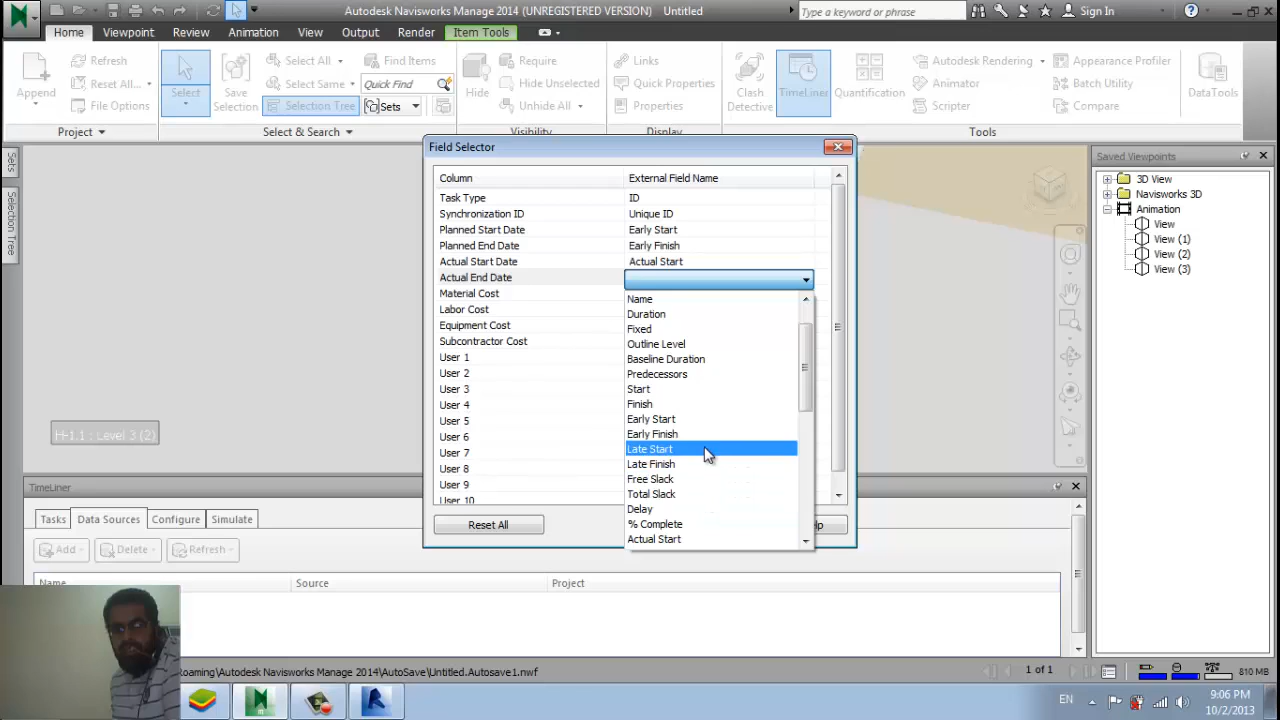 Autodesk Navisworks Manage 2014 (UNREGISTERED VERSION) Untitled
Type a keyword or phrase
Sign In
Home Viewpoint Review Animation View Output Render Item Tools
Append
Refresh
Reset All...
File Options
Project
Select
Save Selection
Select All
Select Same
Selection Tree
Find Items
Quick Find
Sets
Select & Search
Hide
Require
Hide Unselected
Unhide All
Visibility
Links
Quick Properties
Properties
Display
Clash Detective
TimeLiner
Quantification
Autodesk Rendering
Animator
Scripter
Appearance Profiler
Batch Utility
Compare
Tools
DataTools
Sets
Selection Tree
Field Selector
Column External Field Name
Task Type ID
Synchronization ID Unique ID
Planned Start Date Early Start
Planned End Date Early Finish
Actual Start Date Actual Start
Actual End Date
Material Cost
Labor Cost
Equipment Cost
Subcontractor Cost
User 1
User 2
User 3
User 4
User 5
User 6
User 7
User 8
User 9
User 10
Name
Duration
Fixed
Outline Level
Baseline Duration
Predecessors
Start
Finish
Early Start
Early Finish
Late Start
Late Finish
Free Slack
Total Slack
Delay
% Complete
Actual Start
Reset All
lp
Saved Viewpoints
3D View
Navisworks 3D
Animation
View
View (1)
View (2)
View (3)
H-1.1 : Level 3 (2)
TimeLiner
Tasks Data Sources Configure Simulate
Add Delete Refresh
Name Source Project
Roaming\Autodesk Navisworks Manage 2014\AutoSave\Untitled.Autosave1.nwf
1 of 1
810 MB
EN
9:06 PM
10/2/2013